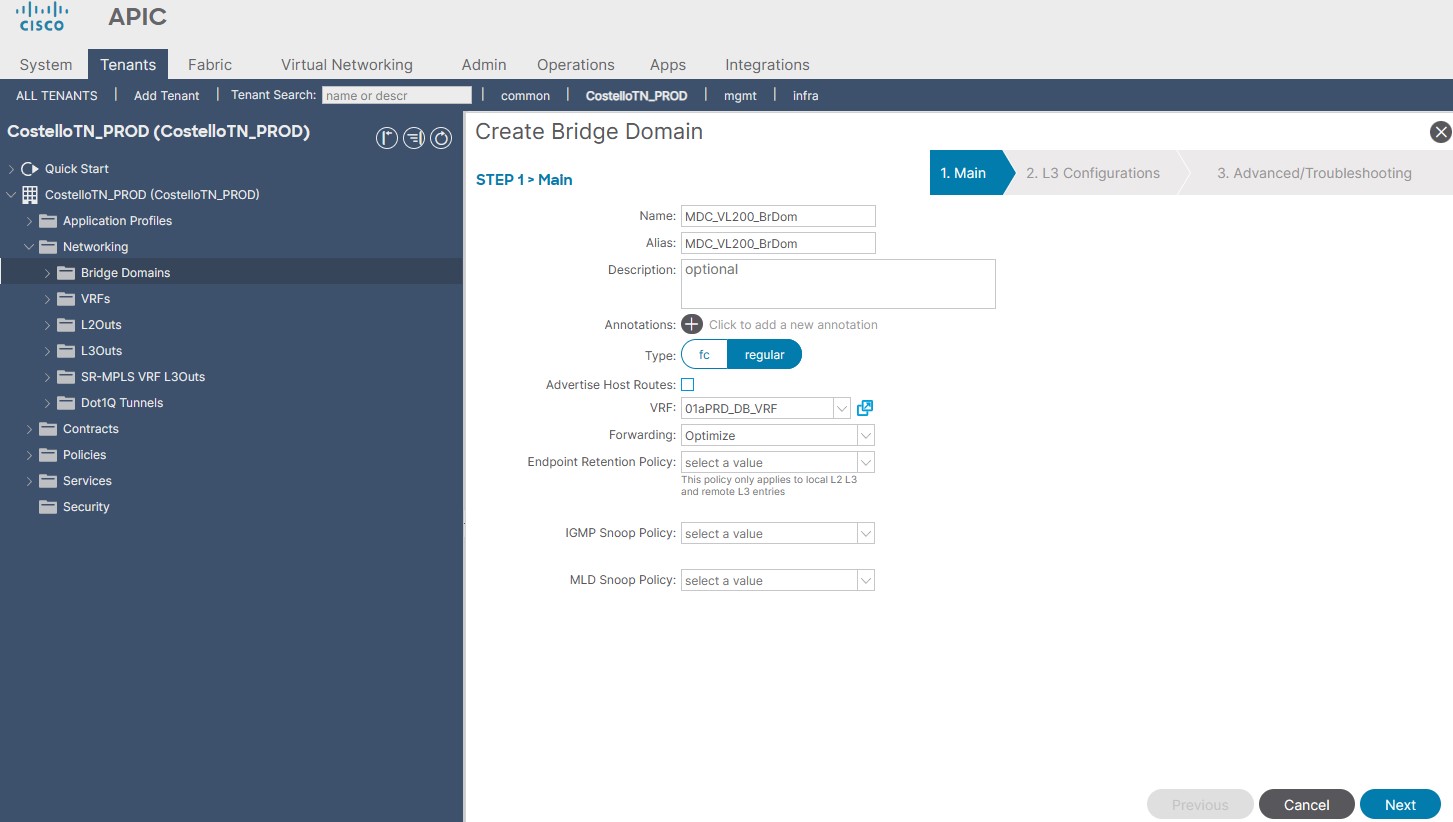 CISCO
APIC
System Tenants Fabric Virtual Networking Admin Operations Apps Integrations
ALL TENANTS | Add Tenant | Tenant Search: name or descr | common | CostelloTN_PROD | mgmt | infra
CostelloTN_PROD (CostelloTN_PROD)
Quick Start
CostelloTN_PROD (CostelloTN_PROD)
Application Profiles
Networking
Bridge Domains
VRFs
L2Outs
L3Outs
SR-MPLS VRF L3Outs
Dot1Q Tunnels
Contracts
Policies
Services
Security
Create Bridge Domain
STEP 1 > Main
1. Main 2. L3 Configurations 3. Advanced/Troubleshooting
Name: MDC_VL200_BrDom
Alias: MDC_VL200_BrDom
Description: optional
Annotations: Click to add a new annotation
Type: fc regular
Advertise Host Routes:
VRF: 01aPRD_DB_VRF
Forwarding: Optimize
Endpoint Retention Policy: select a value
This policy only applies to local L2 L3
and remote L3 entries
IGMP Snoop Policy: select a value
MLD Snoop Policy: select a value
Previous Cancel Next